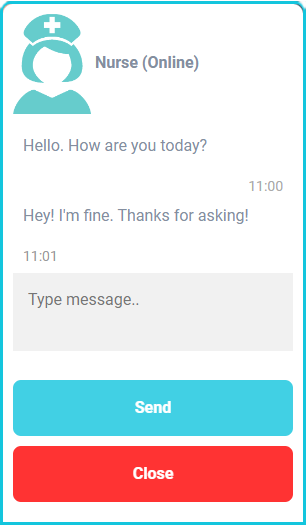 Nurse (Online)
Hello. How are you today?
11:00
Hey! I'm fine. Thanks for asking!
11:01
Type message..
Send
Close